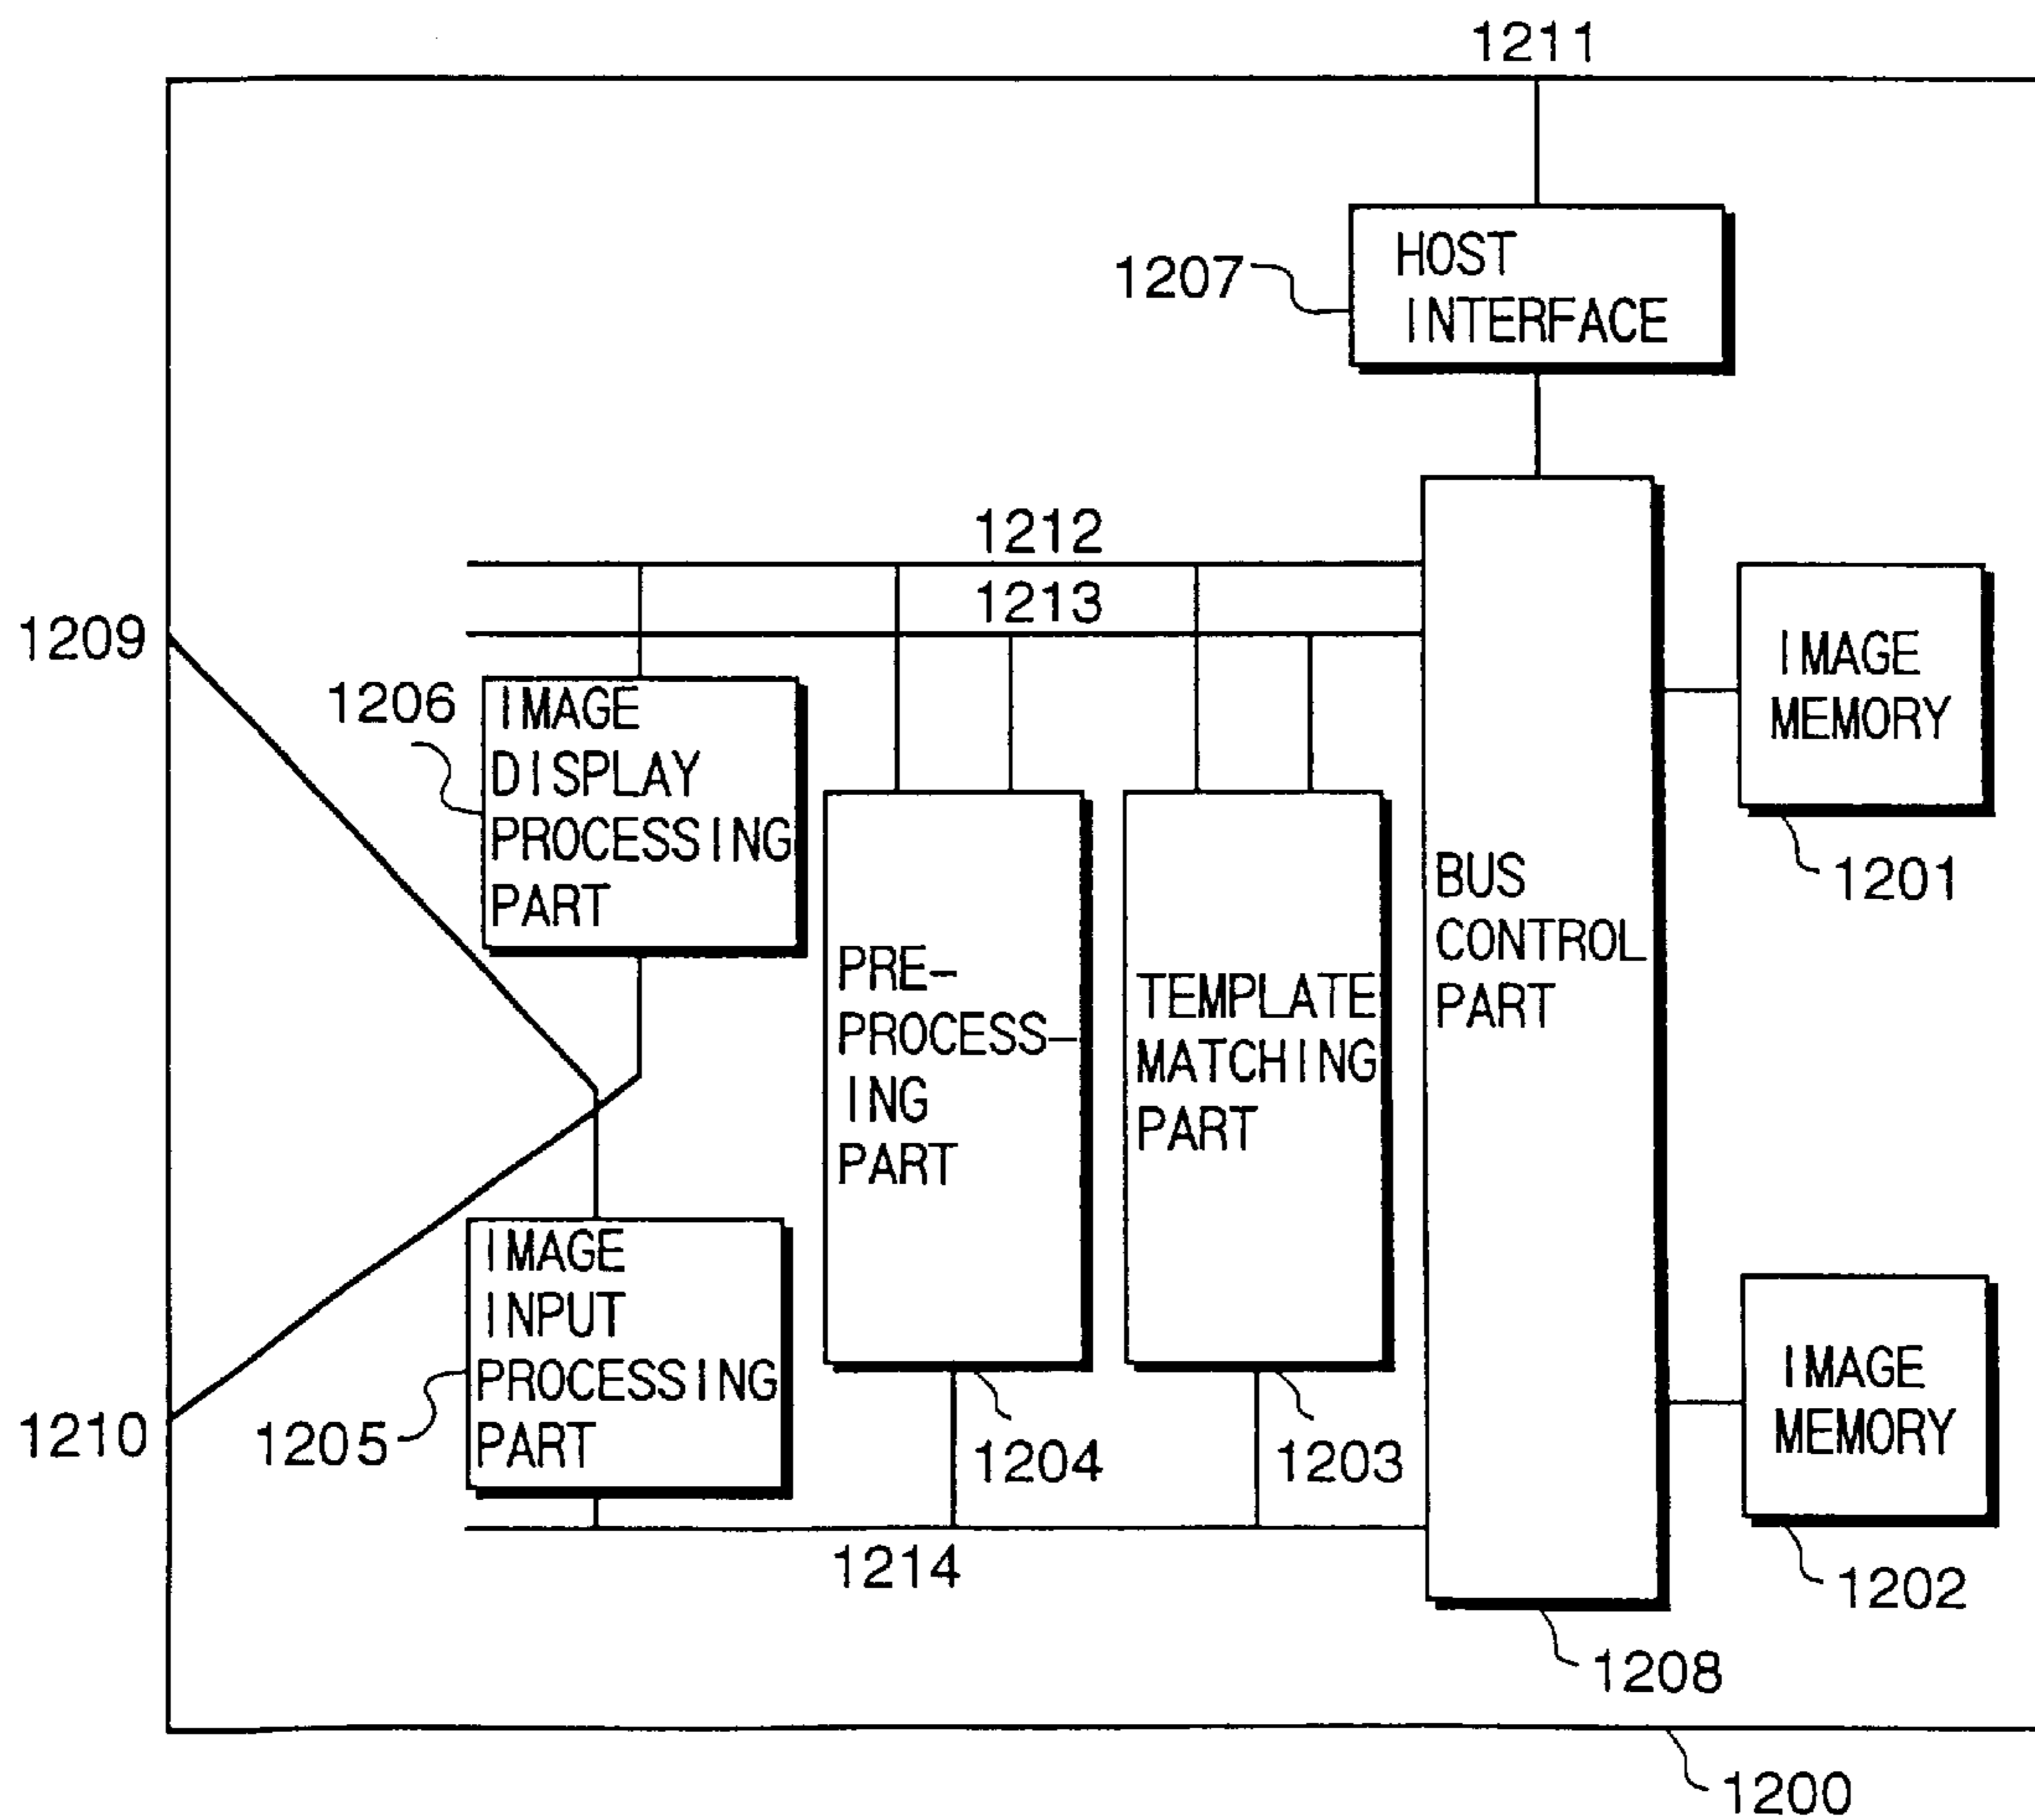 1211
HOST
INTERFACE
1207
1212
1213
1209
1206
IMAGE
DISPLAY
PROCESSING
PART
IMAGE
MEMORY
1201
BUS
CONTROL
PART
PRE-
PROCESS-
ING
PART
TEMPLATE
MATCHING
PART
IMAGE
INPUT
PROCESSING
PART
1210
1205
1204
1203
IMAGE
MEMORY
1202
1214
1208
1200